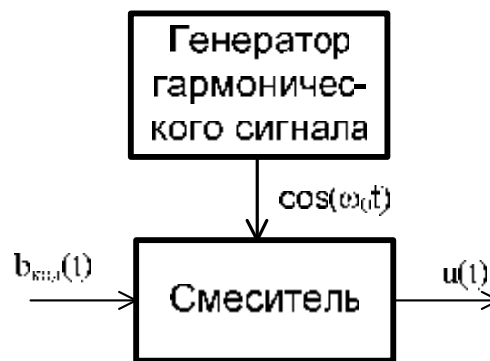 Генератор
гармоничес-
кого сигнала
cos(ω₀t)
b(t)
Смеситель
u(t)